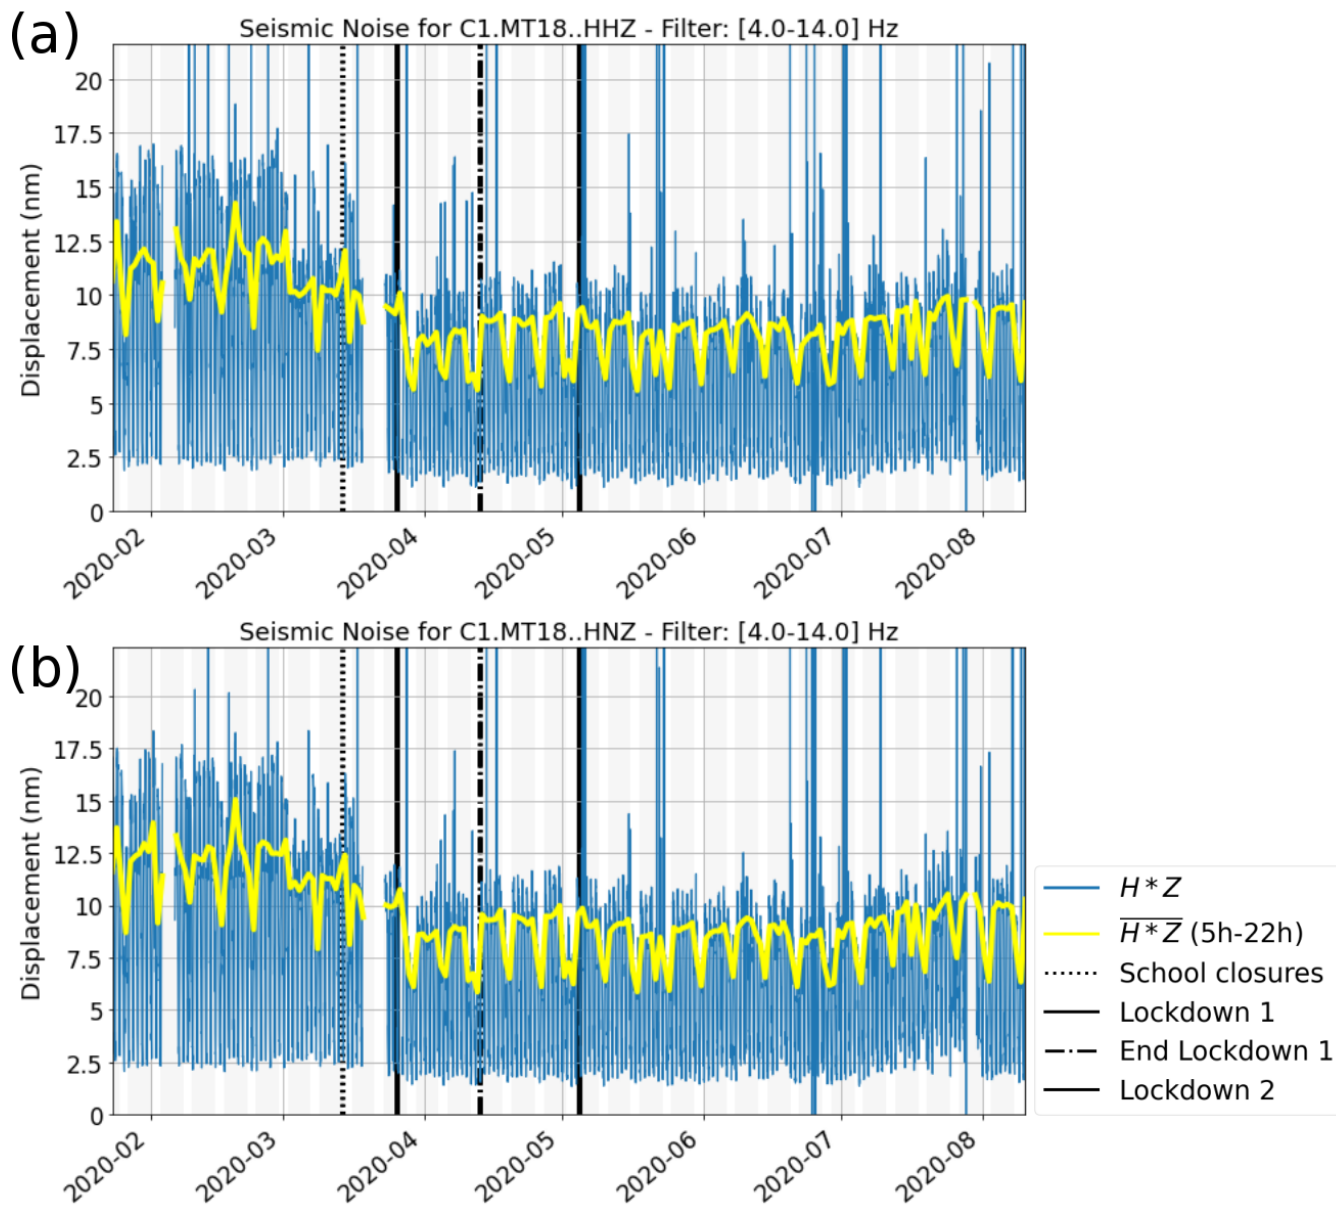 (a)
Seismic Noise for C1.MT18..HHZ - Filter: [4.0-14.0] Hz
Displacement (nm)
20
17.5
15
12.5
10
7.5
5
2.5
0
2020-02
2020-03
2020-04
2020-05
2020-06
2020-07
2020-08
(b)
Seismic Noise for C1.MT18..HNZ - Filter: [4.0-14.0] Hz
Displacement (nm)
20
17.5
15
12.5
10
7.5
5
2.5
0
2020-02
2020-03
2020-04
2020-05
2020-06
2020-07
2020-08
H * Z
H * Z (5h-22h)
School closures
Lockdown 1
End Lockdown 1
Lockdown 2